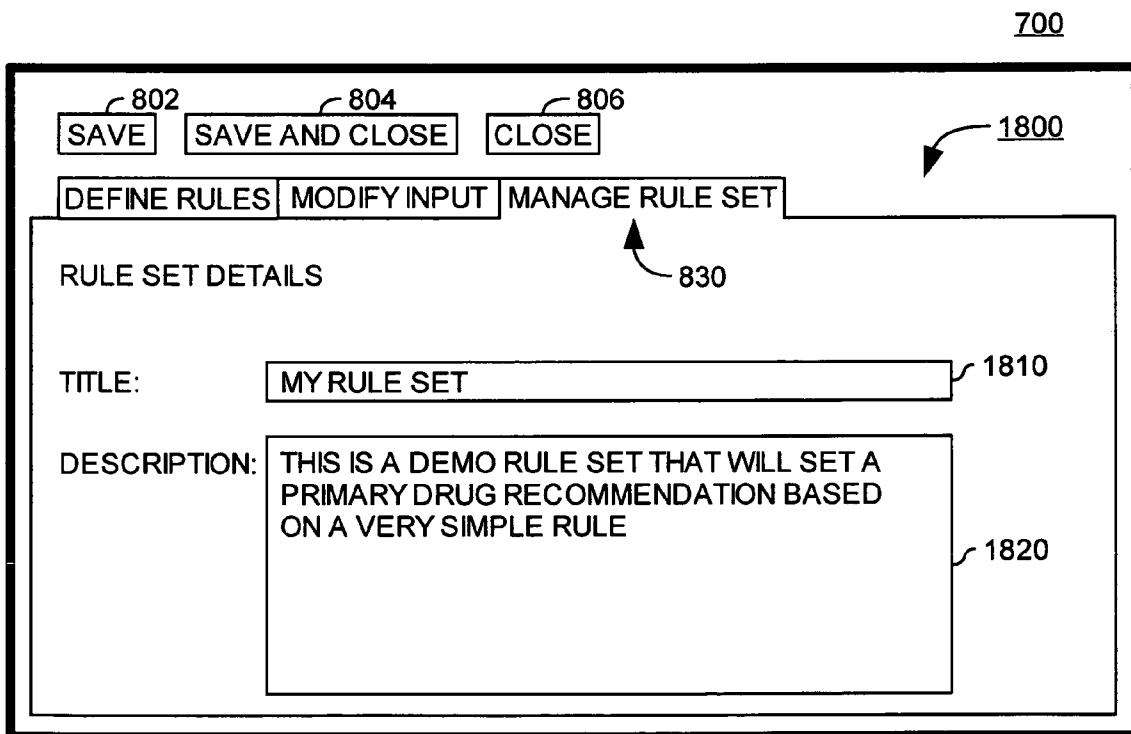 700
802 804 806
SAVE SAVE AND CLOSE CLOSE
1800
DEFINE RULES MODIFY INPUT MANAGE RULE SET
830
RULE SET DETAILS
TITLE: MY RULE SET 1810
DESCRIPTION: THIS IS A DEMO RULE SET THAT WILL SET A
PRIMARY DRUG RECOMMENDATION BASED
ON A VERY SIMPLE RULE
1820